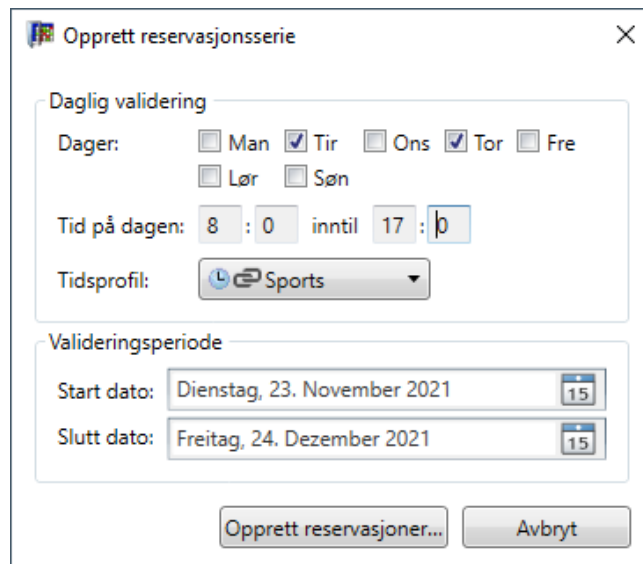 Opprett reservasjonsserie
Daglig validering
Dager: Man Tir Ons Tor Fre
Lør Søn
Tid på dagen: 8 : 0 inntil 17 : 0
Tidsprofil: Sports
Valideringsperiode
Start dato: Dienstag, 23. November 2021 15
Slutt dato: Freitag, 24. Dezember 2021 15
Opprett reservasjoner... Avbryt